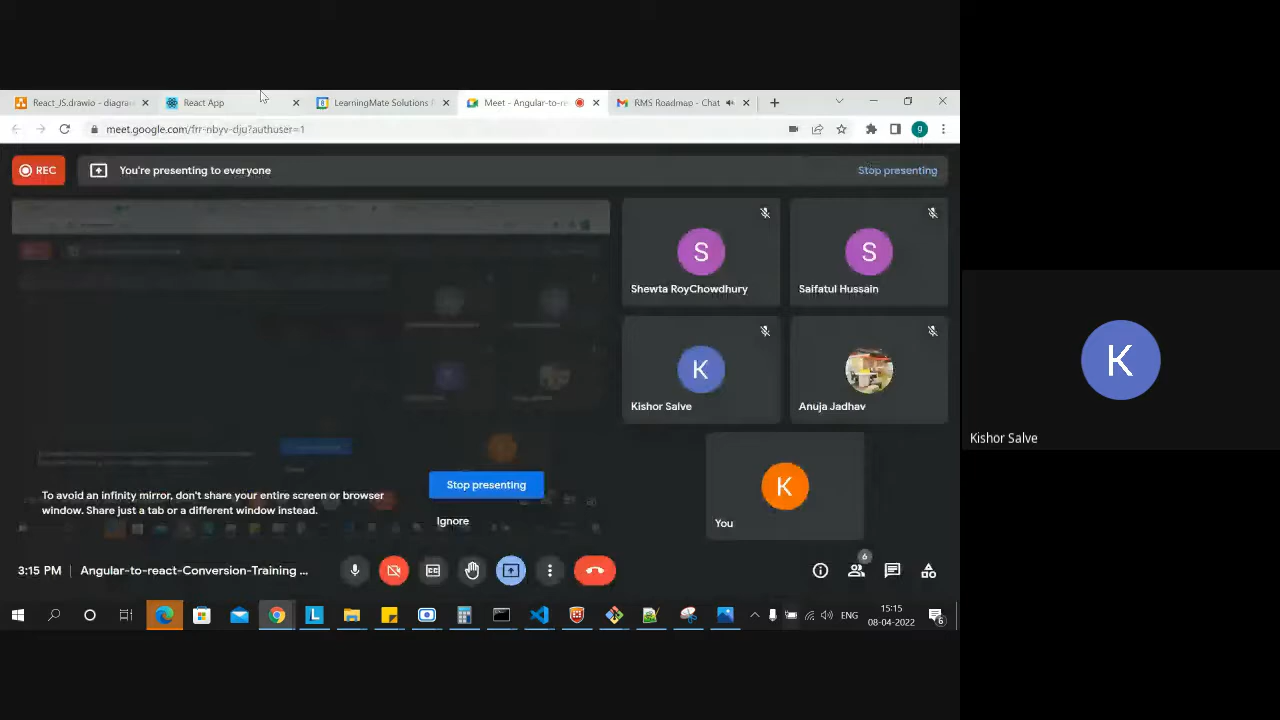 React_JS.drawio - diagra
React App
LearningMate Solutions
Meet - Angular-to-re
RMS Roadmap - Chat
meet.google.com/frr-nbyv-dju?authuser=1
g
REC
You're presenting to everyone
Stop presenting
S
Shewta RoyChowdhury
S
Saifatul Hussain
K
Kishor Salve
Anuja Jadhav
K
Kishor Salve
K
You
To avoid an infinity mirror, don't share your entire screen or browser
window. Share just a tab or a different window instead.
Stop presenting
Ignore
3:15 PM
Angular-to-react-Conversion-Training ...
CC
6
L
ENG
15:15
08-04-2022
6